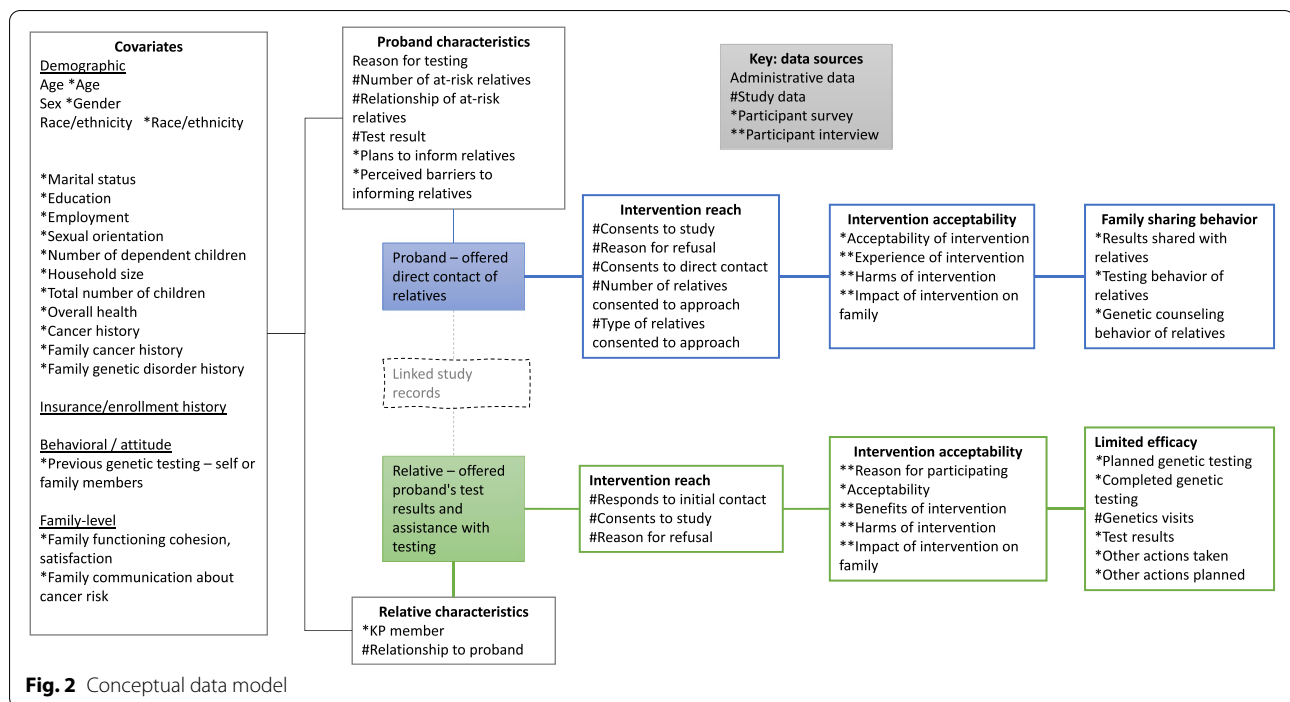 Covariates
Demographic
Age *Age
Sex *Gender
Race/ethnicity *Race/ethnicity
*Marital status
*Education
*Employment
*Sexual orientation
*Number of dependent children
*Household size
*Total number of children
*Overall health
*Cancer history
*Family cancer history
*Family genetic disorder history
Insurance/enrollment history
Behavioral / attitude
*Previous genetic testing – self or
family members
Family-level
*Family functioning cohesion,
satisfaction
*Family communication about
cancer risk
Proband characteristics
Reason for testing
#Number of at-risk relatives
#Relationship of at-risk
relatives
#Test result
*Plans to inform relatives
*Perceived barriers to
informing relatives
Key: data sources
Administrative data
#Study data
*Participant survey
**Participant interview
Proband – offered
direct contact of
relatives
Intervention reach
#Consents to study
#Reason for refusal
#Consents to direct contact
#Number of relatives
consented to approach
#Type of relatives
consented to approach
Intervention acceptability
*Acceptability of intervention
**Experience of intervention
**Harms of intervention
**Impact of intervention on
family
Family sharing behavior
*Results shared with
relatives
*Testing behavior of
relatives
*Genetic counseling
behavior of relatives
Linked study
records
Relative – offered
proband's test
results and
assistance with
testing
Intervention reach
#Responds to initial contact
#Consents to study
#Reason for refusal
Intervention acceptability
**Reason for participating
*Acceptability
**Benefits of intervention
**Harms of intervention
**Impact of intervention on
family
Limited efficacy
*Planned genetic testing
*Completed genetic
testing
#Genetics visits
*Test results
*Other actions taken
*Other actions planned
Relative characteristics
*KP member
#Relationship to proband
Fig. 2 Conceptual data model